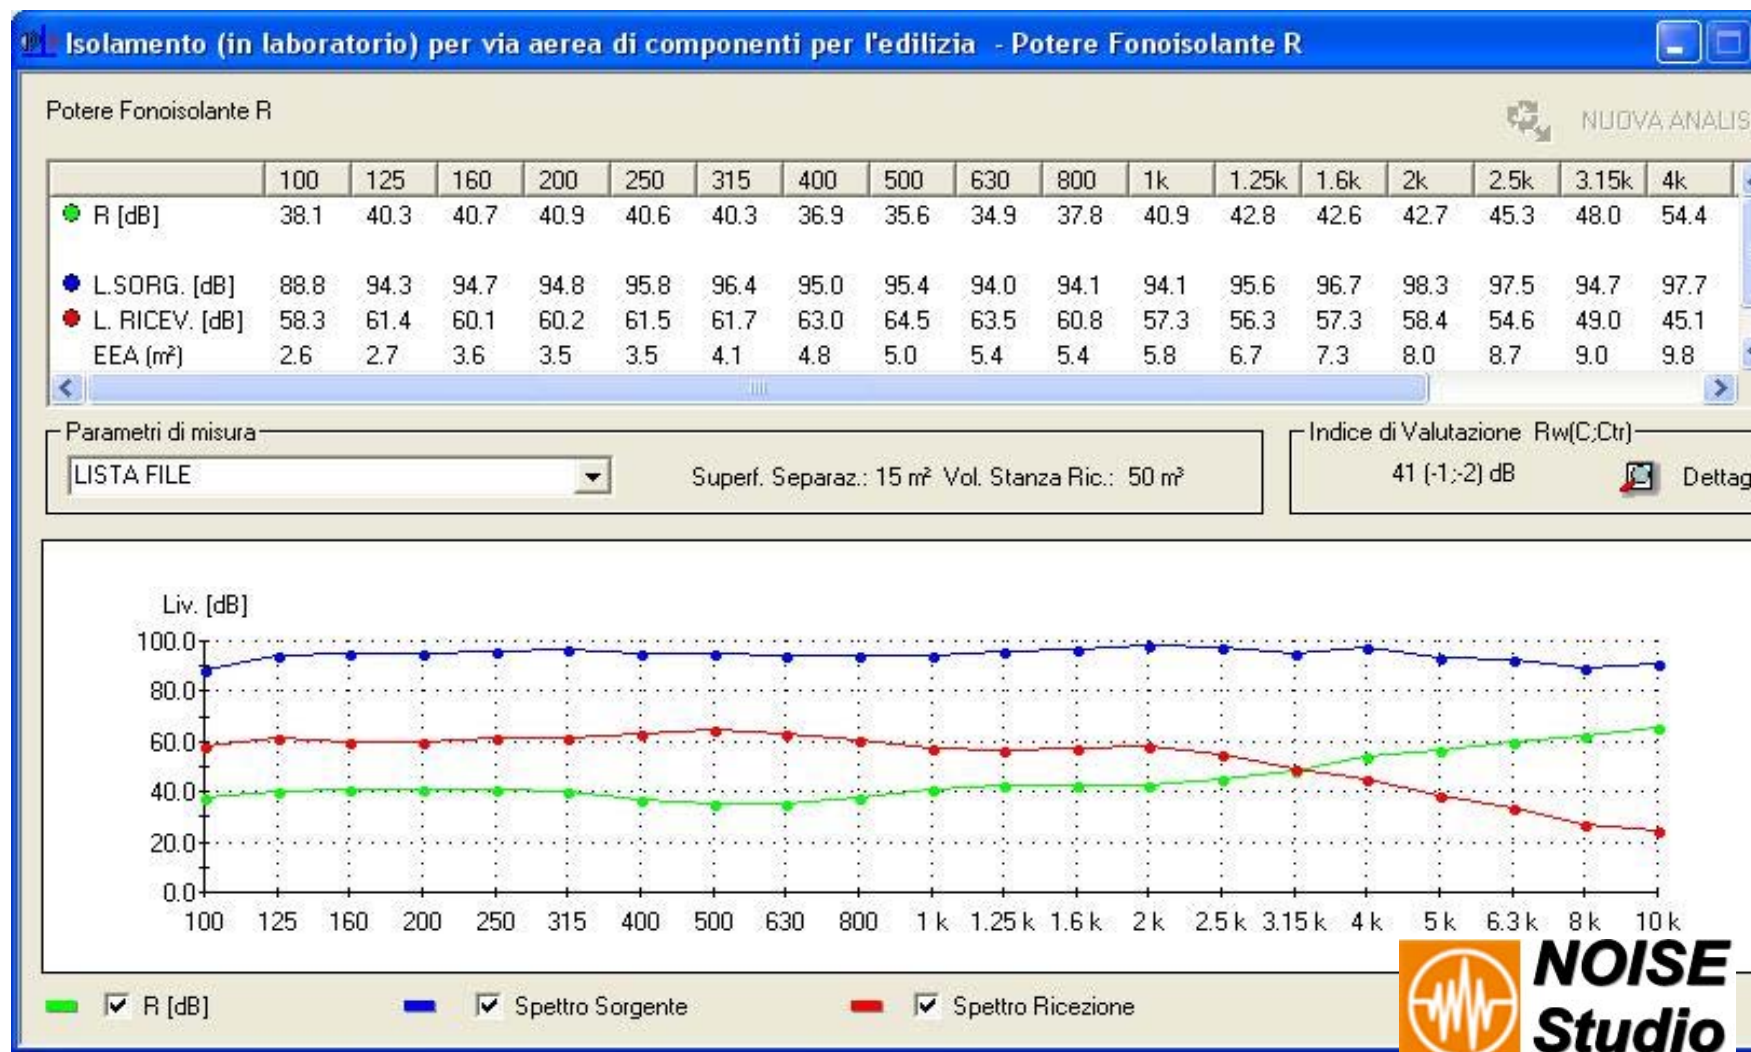 Isolamento (in laboratorio) per via aerea di componenti per l'edilizia - Potere Fonoisolante R
Potere Fonoisolante R
NUOVA ANALIS
100 125 160 200 250 315 400 500 630 800 1k 1.25k 1.6k 2k 2.5k 3.15k 4k
R [dB] 38.1 40.3 40.7 40.9 40.6 40.3 36.9 35.6 34.9 37.8 40.9 42.8 42.6 42.7 45.3 48.0 54.4
L.SORG. [dB] 88.8 94.3 94.7 94.8 95.8 96.4 95.0 95.4 94.0 94.1 94.1 95.6 96.7 98.3 97.5 94.7 97.7
L. RICEV. [dB] 58.3 61.4 60.1 60.2 61.5 61.7 63.0 64.5 63.5 60.8 57.3 56.3 57.3 58.4 54.6 49.0 45.1
EEA (m²) 2.6 2.7 3.6 3.5 3.5 4.1 4.8 5.0 5.4 5.4 5.8 6.7 7.3 8.0 8.7 9.0 9.8
Parametri di misura
LISTA FILE
Superf. Separaz.: 15 m² Vol. Stanza Ric.: 50 m³
Indice di Valutazione Rw(C;Ctr)
41 (-1;-2) dB
Dettag
Liv. [dB]
100.0
80.0
60.0
40.0
20.0
0.0
100 125 160 200 250 315 400 500 630 800 1 k 1.25 k 1.6 k 2 k 2.5 k 3.15 k 4 k 5 k 6.3 k 8 k 10 k
R [dB] Spettro Sorgente Spettro Ricezione
NOISE
Studio